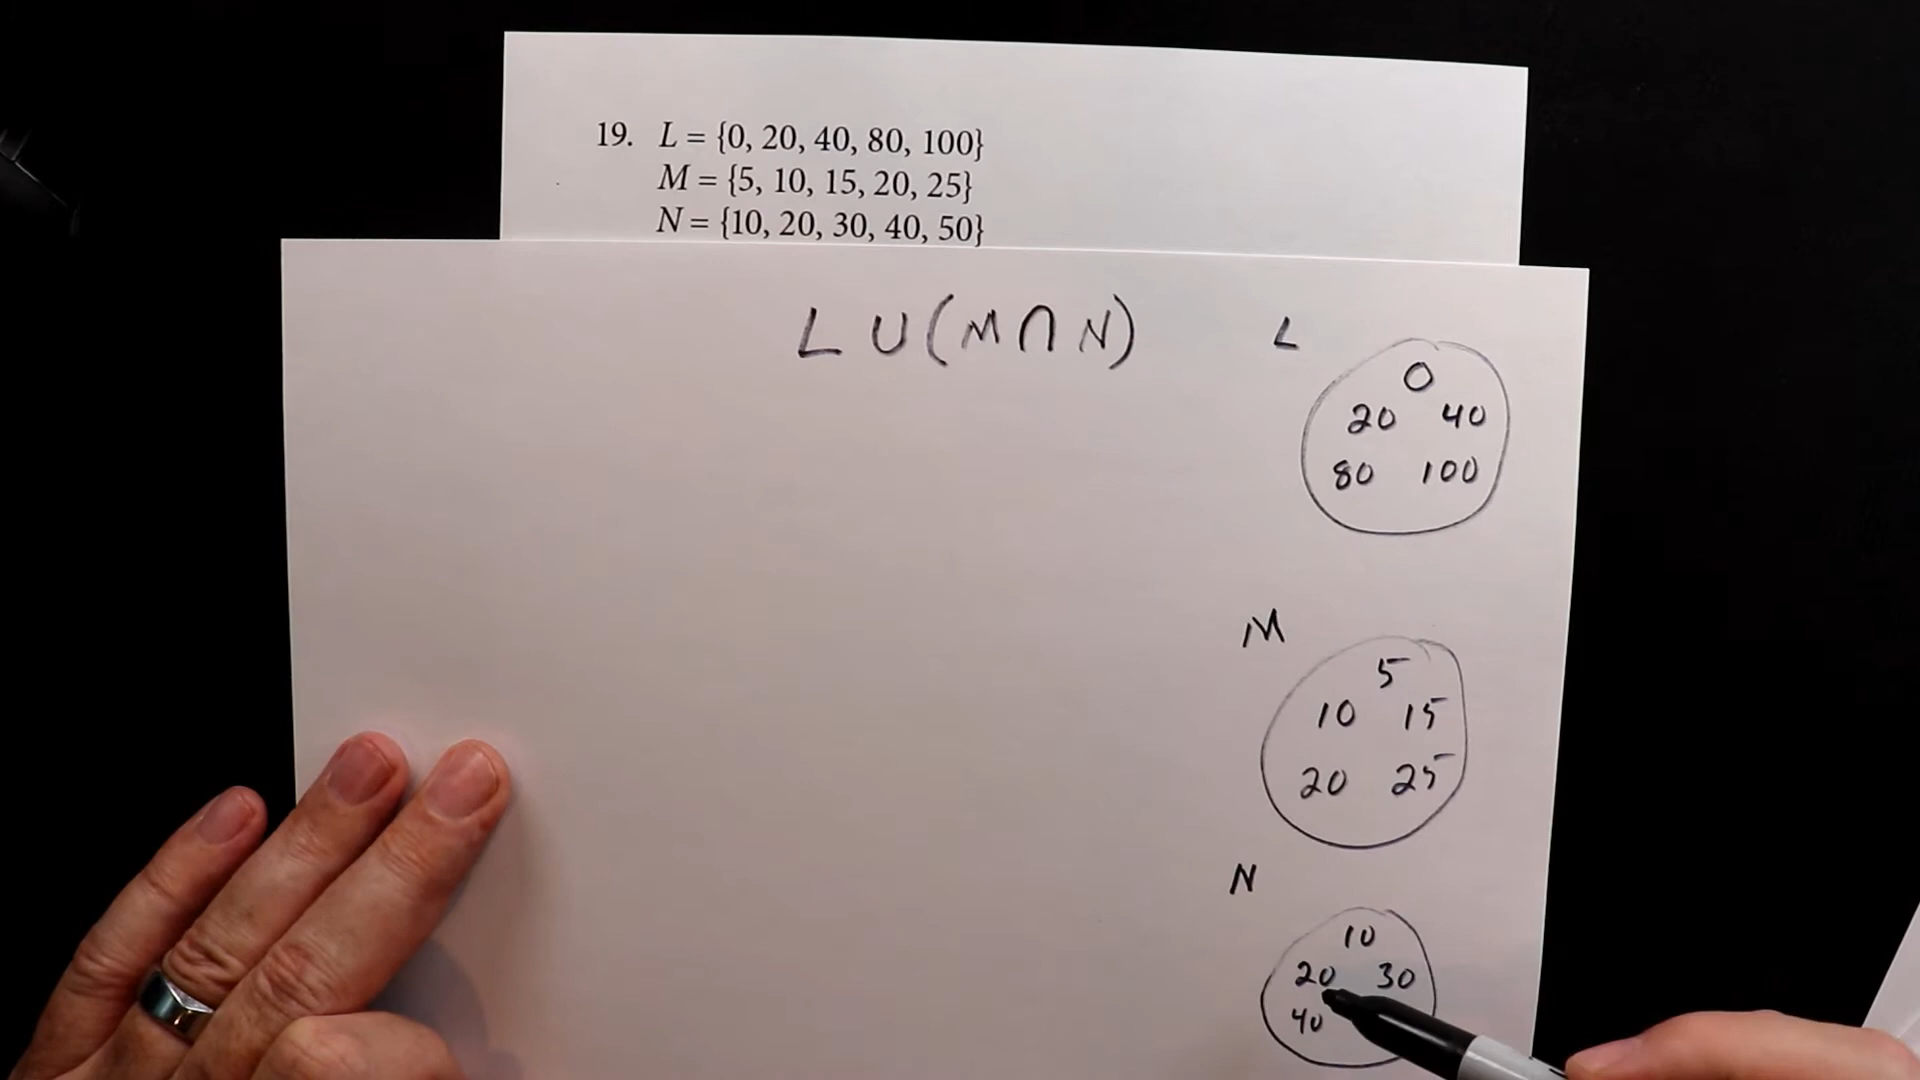 19. L = {0, 20, 40, 80, 100}
M = {5, 10, 15, 20, 25}
N = {10, 20, 30, 40, 50}
L ∪ (M ∩ N)
L
0
20 40
80 100
M
5
10 15
20 25
N
10
20 30
40